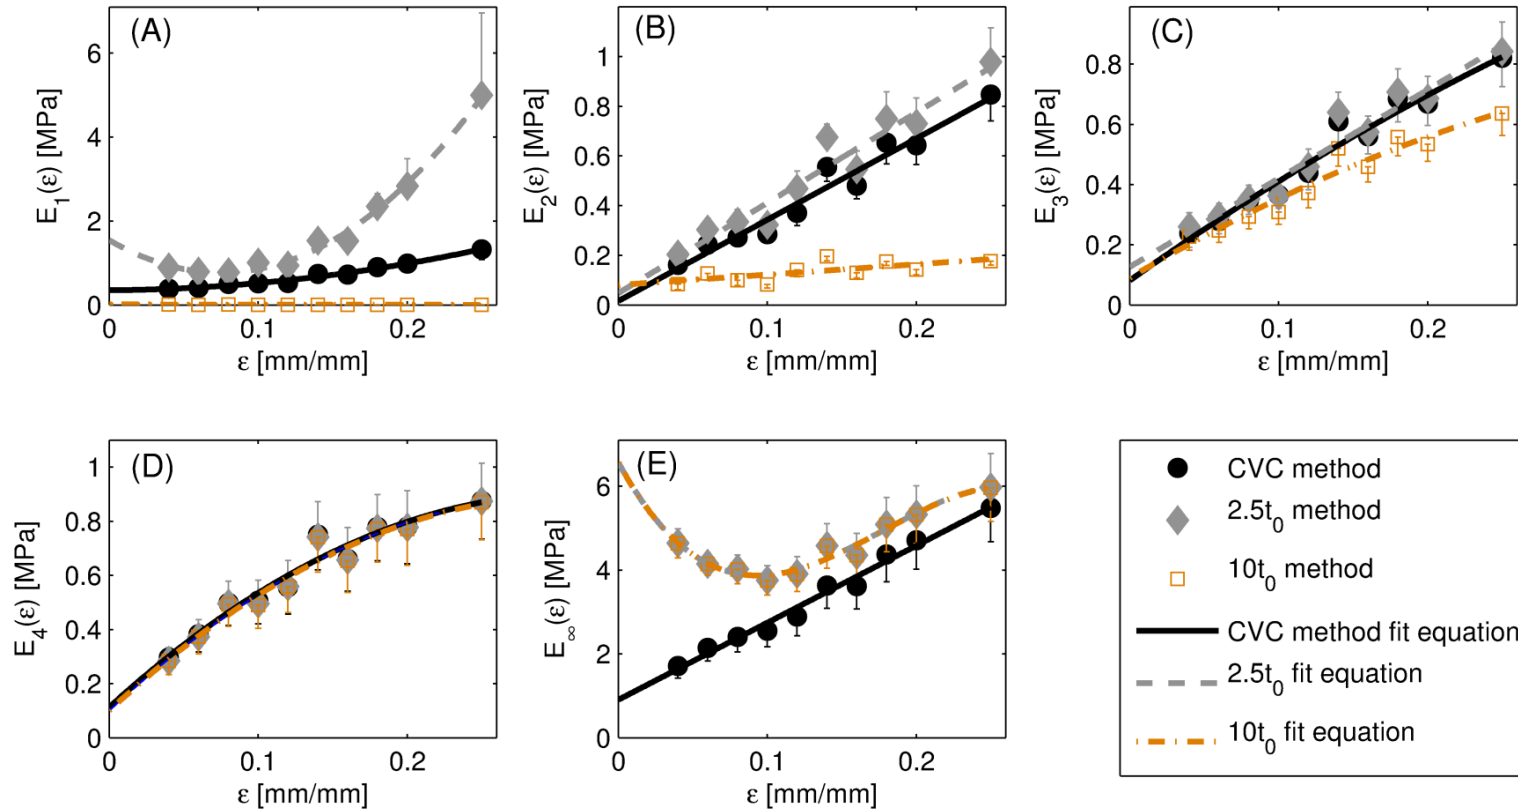 (A)
E₁(ε) [MPa]
6
4
2
0
0 0.1 0.2
ε [mm/mm]
(B)
E₂(ε) [MPa]
1
0.8
0.6
0.4
0.2
0
0 0.1 0.2
ε [mm/mm]
(C)
E₃(ε) [MPa]
0.8
0.6
0.4
0.2
0
0 0.1 0.2
ε [mm/mm]
(D)
E₄(ε) [MPa]
1
0.8
0.6
0.4
0.2
0
0 0.1 0.2
ε [mm/mm]
(E)
E∞(ε) [MPa]
6
4
2
0
0 0.1 0.2
ε [mm/mm]
CVC method
2.5t₀ method
10t₀ method
CVC method fit equation
2.5t₀ fit equation
10t₀ fit equation